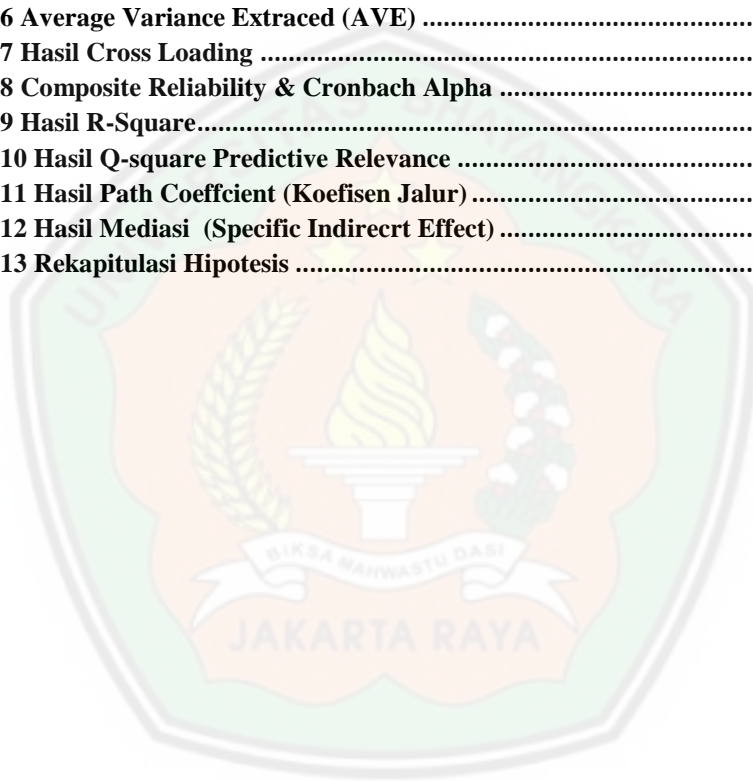 6 Average Variance Extraced (AVE) ................................................
7 Hasil Cross Loading ........................................................................
8 Composite Reliability & Cronbach Alpha .....................................
9 Hasil R-Square..................................................................................
10 Hasil Q-square Predictive Relevance ...........................................
11 Hasil Path Coeffcient (Koefisen Jalur) .........................................
12 Hasil Mediasi  (Specific Indirecrt Effect) .....................................
13 Rekapitulasi Hipotesis ...................................................................
UNIVERSITAS BHAYANGKARA
BIKSA MAHWASTU DASI
JAKARTA RAYA